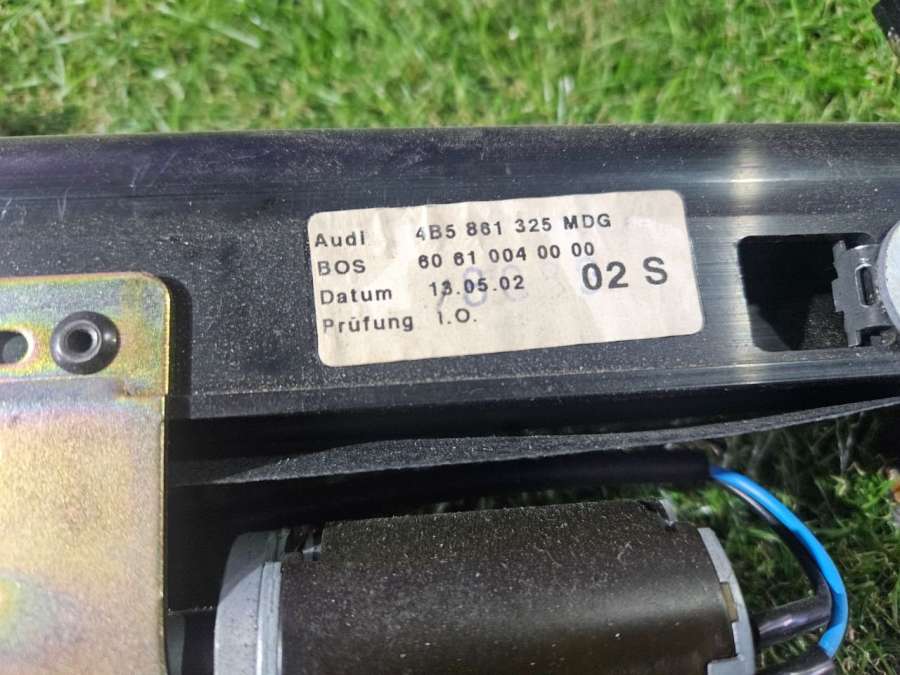 Audi 4B5 861 325 MDG
BOS 60 61 004 00 00
Datum 13.05.02 02 S
Prüfung i.O.